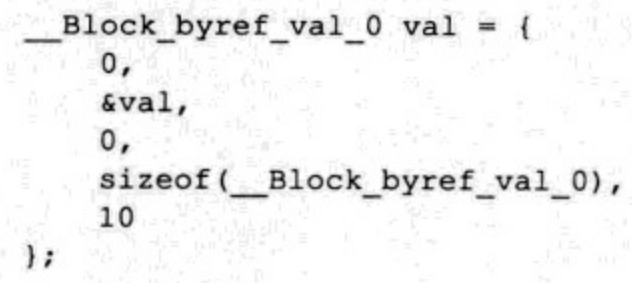 __Block_byref_val_0 val = {
    0,
    &val,
    0,
    sizeof(__Block_byref_val_0),
    10
};